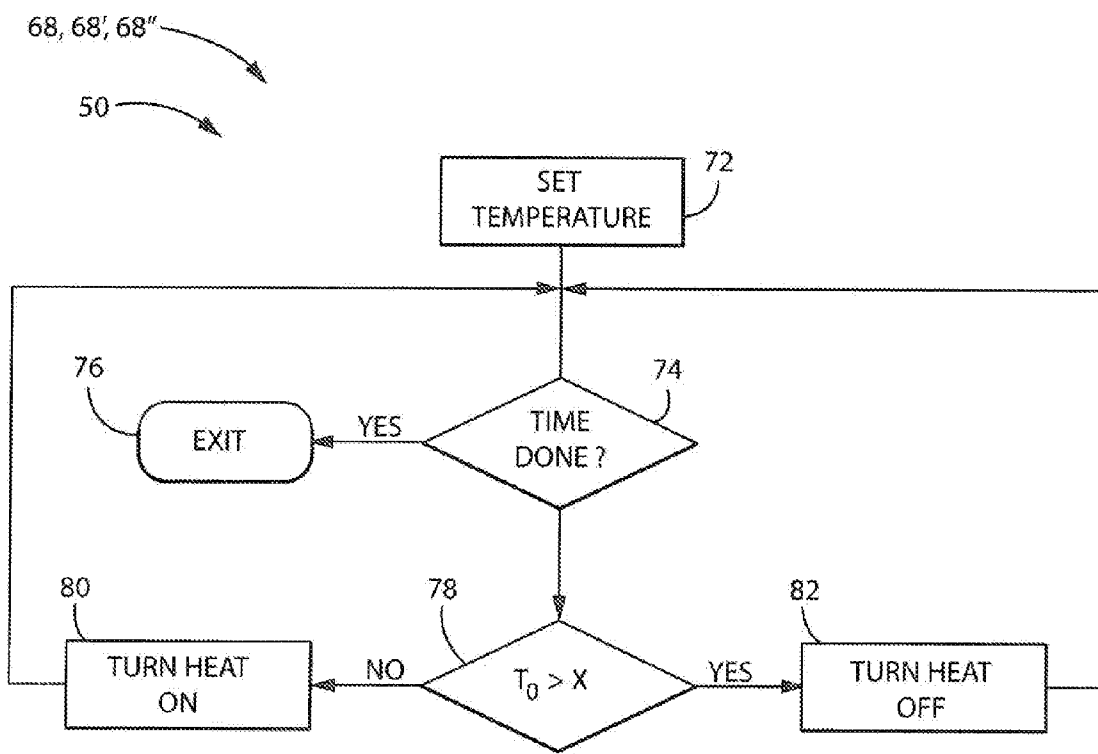 68, 68', 68"
50
72
SET
TEMPERATURE
76
74
EXIT
YES
TIME
DONE ?
80
78
82
TURN HEAT
ON
NO
T₀ > X
YES
TURN HEAT
OFF